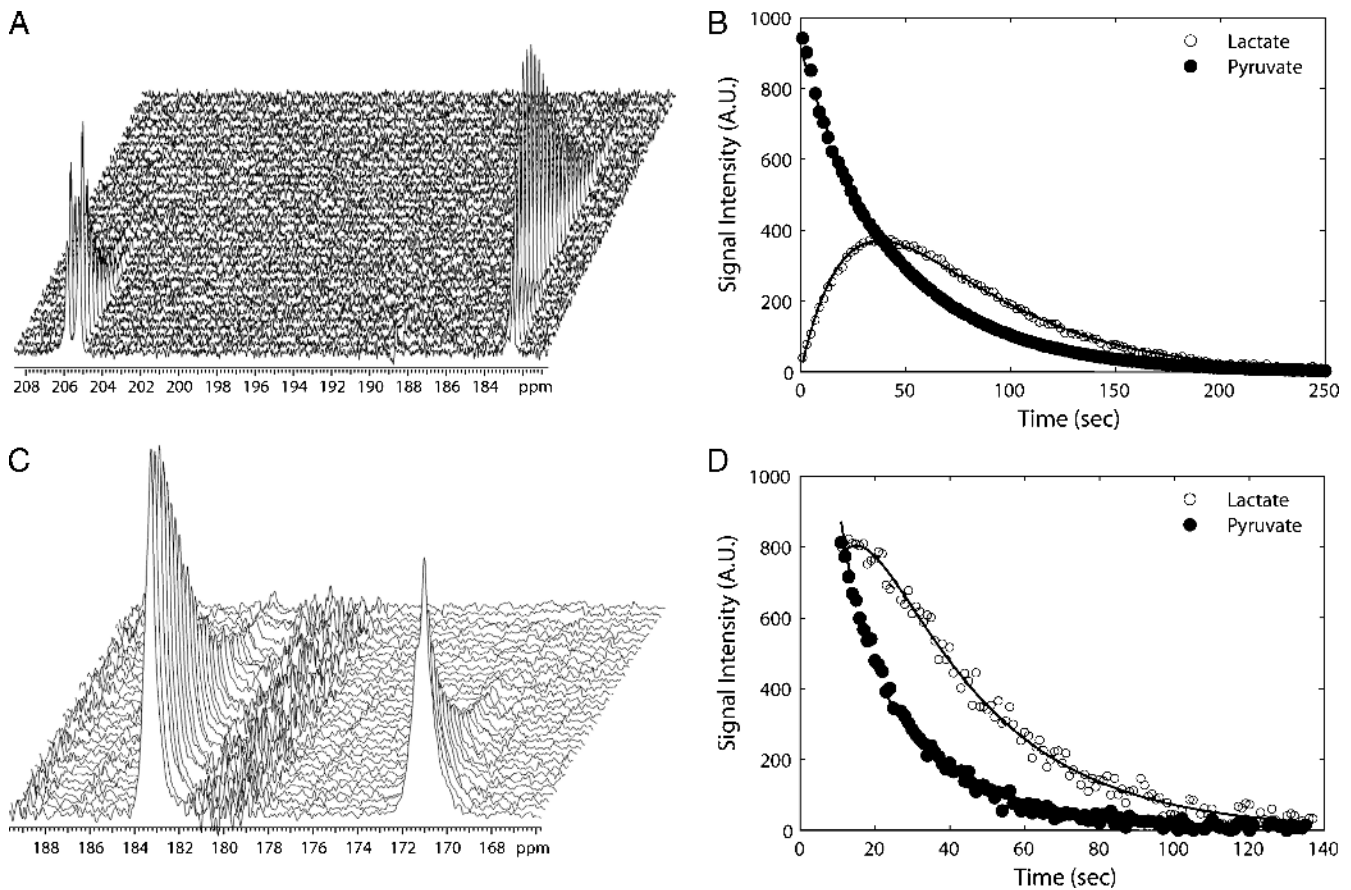 A
208 206 204 202 200 198 196 194 192 190 188 186 184 ppm
B
1000
800
600
400
200
0
Signal Intensity (A.U.)
Lactate
Pyruvate
0 50 100 150 200 250
Time (sec)
C
188 186 184 182 180 178 176 174 172 170 168 ppm
D
1000
800
600
400
200
0
Signal Intensity (A.U.)
Lactate
Pyruvate
0 20 40 60 80 100 120 140
Time (sec)